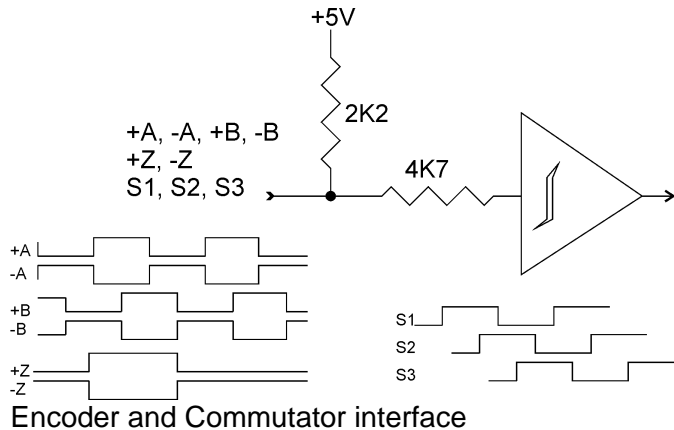 +5V
2K2
+A, -A, +B, -B
+Z, -Z
S1, S2, S3
4K7
+A
-A
+B
-B
+Z
-Z
S1
S2
S3
Encoder and Commutator interface